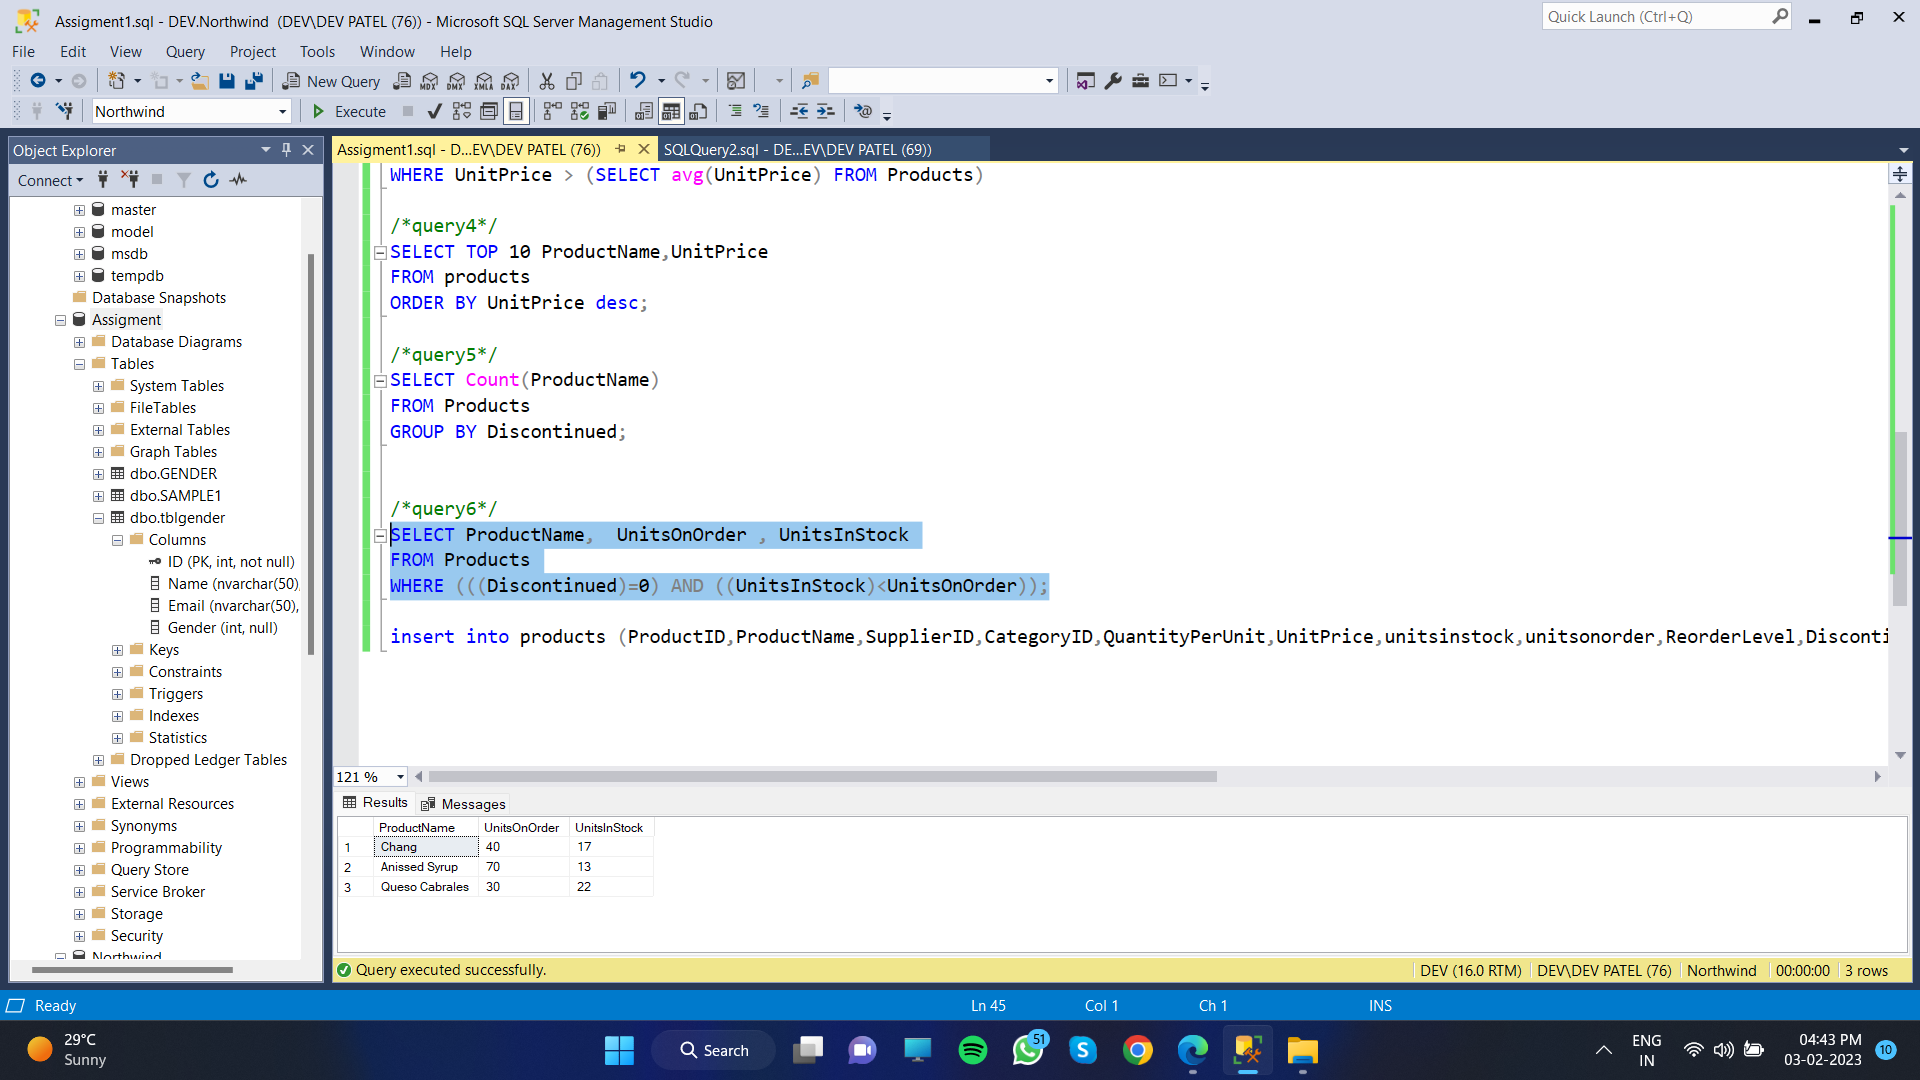 Assigment1.sql - DEV.Northwind  (DEV\DEV PATEL (76)) - Microsoft SQL Server Management Studio
Quick Launch (Ctrl+Q)
File Edit View Query Project Tools Window Help
New Query
MDX DMX XMLA DAX
Northwind
Execute
Object Explorer
Assigment1.sql - D...EV\DEV PATEL (76))
SQLQuery2.sql - DE...EV\DEV PATEL (69))
Connect
master
model
msdb
tempdb
Database Snapshots
Assigment
Database Diagrams
Tables
System Tables
FileTables
External Tables
Graph Tables
dbo.GENDER
dbo.SAMPLE1
dbo.tblgender
Columns
ID (PK, int, not null)
Name (nvarchar(50),
Email (nvarchar(50),
Gender (int, null)
Keys
Constraints
Triggers
Indexes
Statistics
Dropped Ledger Tables
Views
External Resources
Synonyms
Programmability
Query Store
Service Broker
Storage
Security
Northwind
WHERE UnitPrice > (SELECT avg(UnitPrice) FROM Products)
/*query4*/
SELECT TOP 10 ProductName,UnitPrice
FROM products
ORDER BY UnitPrice desc;
/*query5*/
SELECT Count(ProductName)
FROM Products
GROUP BY Discontinued;
/*query6*/
SELECT ProductName,  UnitsOnOrder , UnitsInStock
FROM Products
WHERE (((Discontinued)=0) AND ((UnitsInStock)<UnitsOnOrder));
insert into products (ProductID,ProductName,SupplierID,CategoryID,QuantityPerUnit,UnitPrice,unitsinstock,unitsonorder,ReorderLevel,Disconti
121 %
Results Messages
ProductName UnitsOnOrder UnitsInStock
1 Chang 40 17
2 Anissed Syrup 70 13
3 Queso Cabrales 30 22
Query executed successfully.
DEV (16.0 RTM) DEV\DEV PATEL (76) Northwind 00:00:00 3 rows
Ready
Ln 45 Col 1 Ch 1 INS
29°C
Sunny
Search
51
ENG
IN
04:43 PM
03-02-2023
10